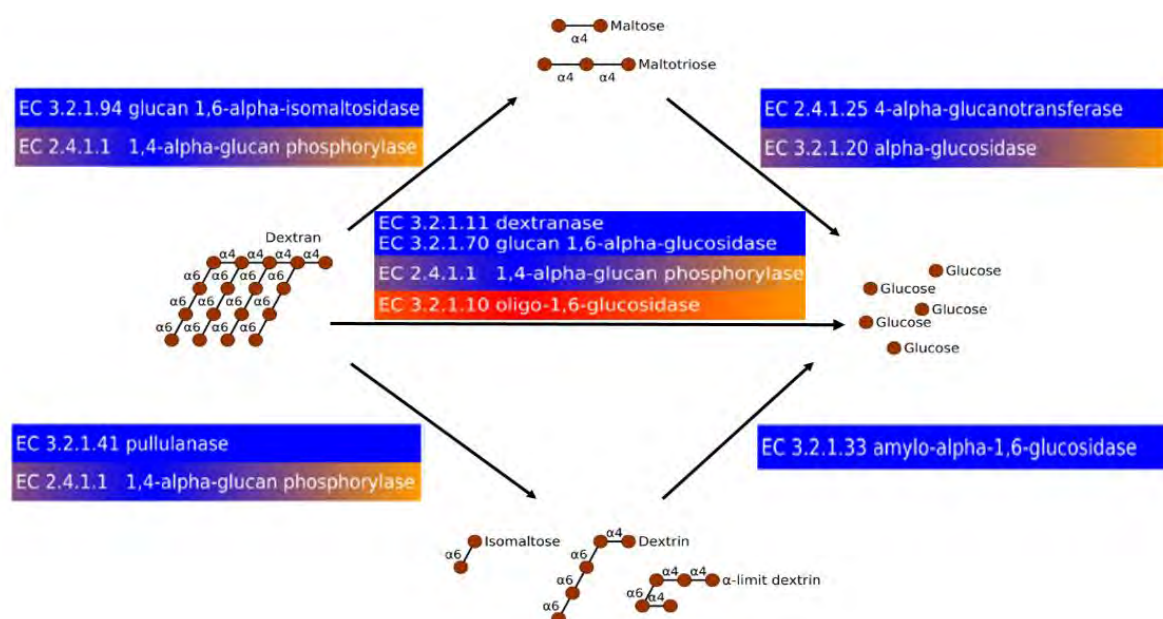 Maltose
α4
Maltotriose
α4 α4
EC 3.2.1.94 glucan 1,6-alpha-isomaltosidase
EC 2.4.1.1 1,4-alpha-glucan phosphorylase
EC 2.4.1.25 4-alpha-glucanotransferase
EC 3.2.1.20 alpha-glucosidase
EC 3.2.1.11 dextranase
EC 3.2.1.70 glucan 1,6-alpha-glucosidase
EC 2.4.1.1 1,4-alpha-glucan phosphorylase
EC 3.2.1.10 oligo-1,6-glucosidase
Dextran
α4 α4 α4 α4
α6 α6 α6 α6
α6 α6 α6 α6
α6 α6 α6 α6
Glucose
Glucose
Glucose
Glucose
Glucose
EC 3.2.1.41 pullulanase
EC 2.4.1.1 1,4-alpha-glucan phosphorylase
EC 3.2.1.33 amylo-alpha-1,6-glucosidase
Isomaltose
α6
α4
Dextrin
α6
α6
α6
α4 α4
α-limit dextrin
α6 α4